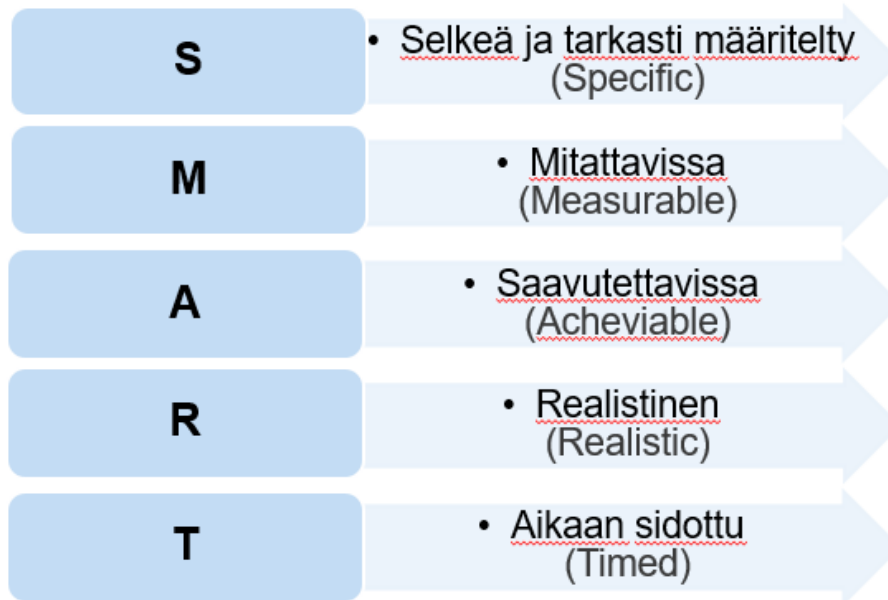 S
• Selkeä ja tarkasti määritelty
(Specific)
M
• Mitattavissa
(Measurable)
A
• Saavutettavissa
(Acheviable)
R
• Realistinen
(Realistic)
T
• Aikaan sidottu
(Timed)